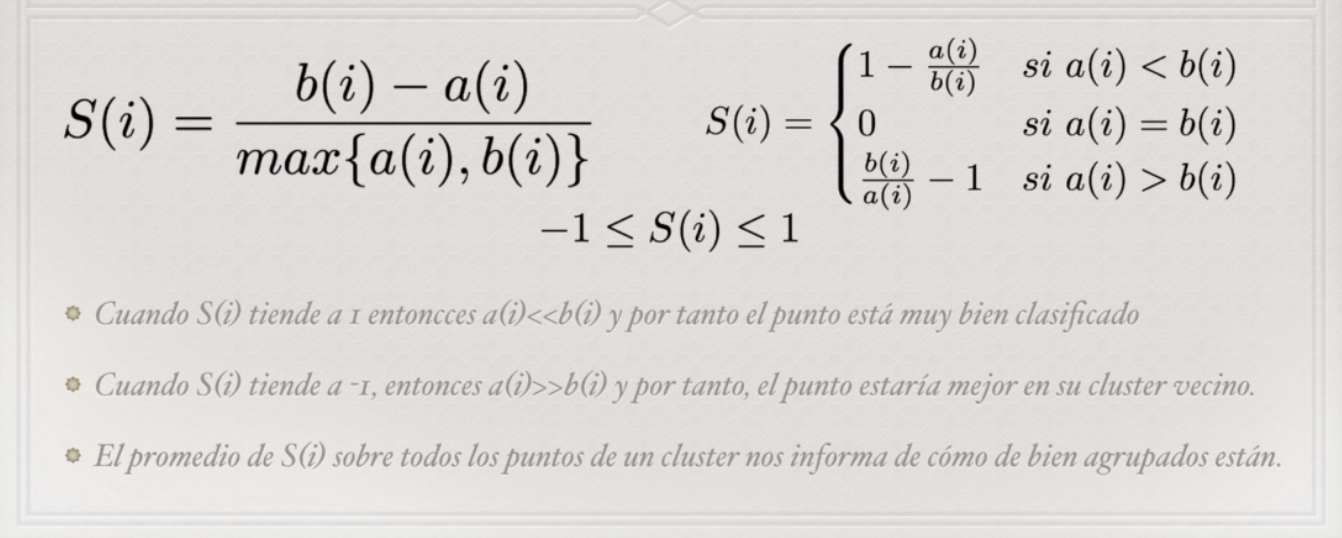 S(i) = \frac{b(i) - a(i)}{max\{a(i), b(i)\}}
S(i) = \begin{cases} 1 - \frac{a(i)}{b(i)} & si\ a(i) < b(i) \\ 0 & si\ a(i) = b(i) \\ \frac{b(i)}{a(i)} - 1 & si\ a(i) > b(i) \end{cases}
−1 ≤ S(i) ≤ 1
Cuando S(i) tiende a 1 entoncces a(i)<<b(i) y por tanto el punto está muy bien clasificado
Cuando S(i) tiende a -1, entonces a(i)>>b(i) y por tanto, el punto estaría mejor en su cluster vecino.
El promedio de S(i) sobre todos los puntos de un cluster nos informa de cómo de bien agrupados están.